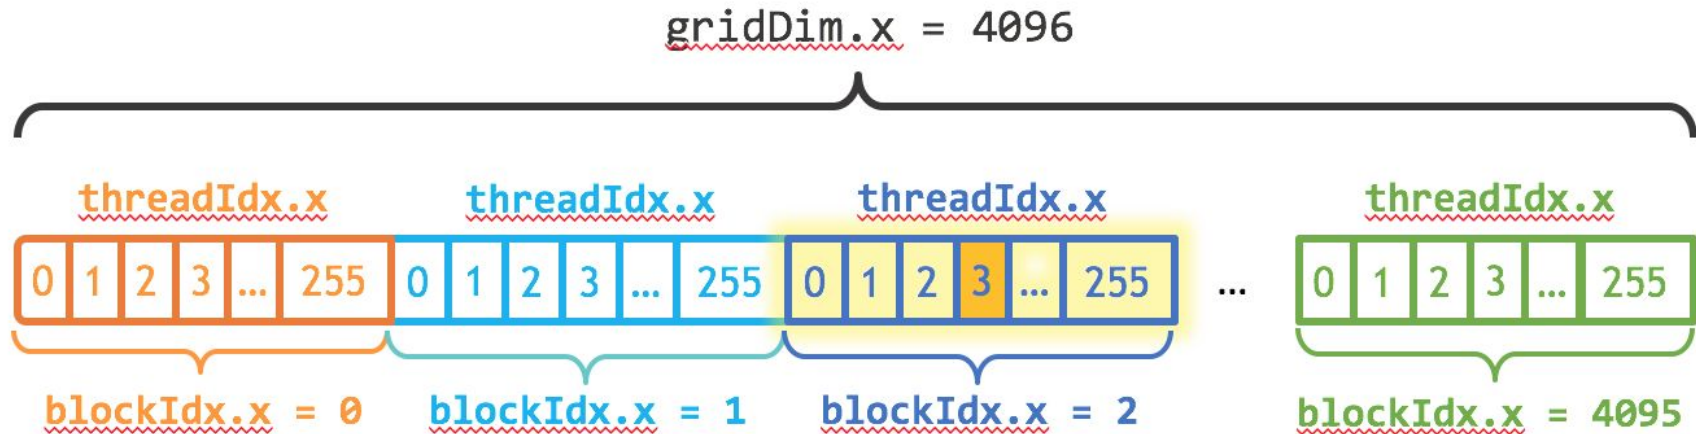 gridDim.x = 4096
threadIdx.x threadIdx.x threadIdx.x threadIdx.x
0 1 2 3 ... 255 0 1 2 3 ... 255 0 1 2 3 ... 255 ... 0 1 2 3 ... 255
blockIdx.x = 0 blockIdx.x = 1 blockIdx.x = 2 blockIdx.x = 4095